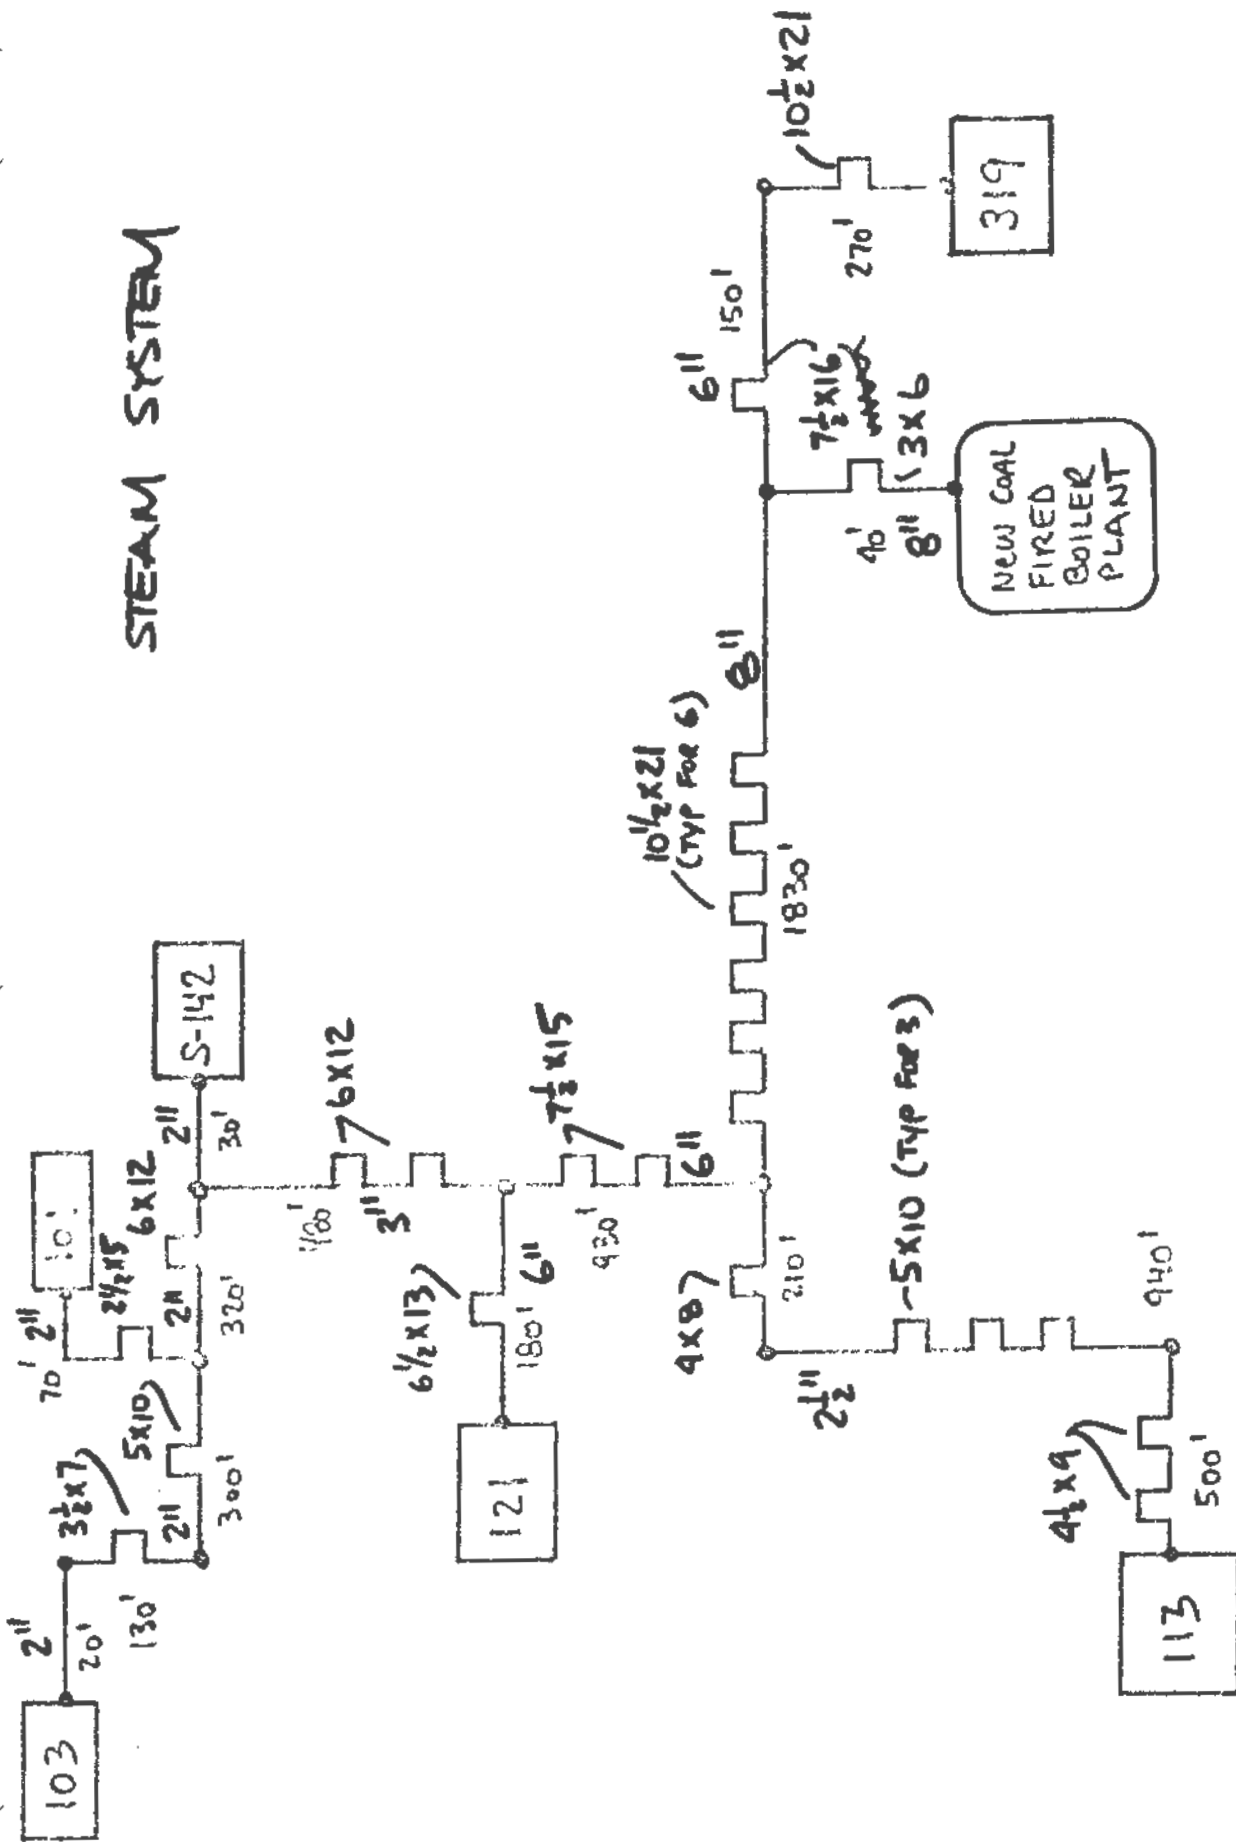 STEAM SYSTEM
103
2"
20'
130'
3½x7
2"
300'
5x10
70'
2"
2½x5
101
2"
320'
6x12
2"
30'
S-142
3"
6x12
121
180'
6½x13
6"
930'
6"
7½x15
4x8
210'
2½"
5x10 (TYP FOR 3)
940'
500'
4½x9
113
10½x21
(TYP FOR 6)
1830'
8"
40'
8"
3x6
NEW COAL
FIRED
BOILER
PLANT
6"
7½x16
150'
270'
10½x21
319